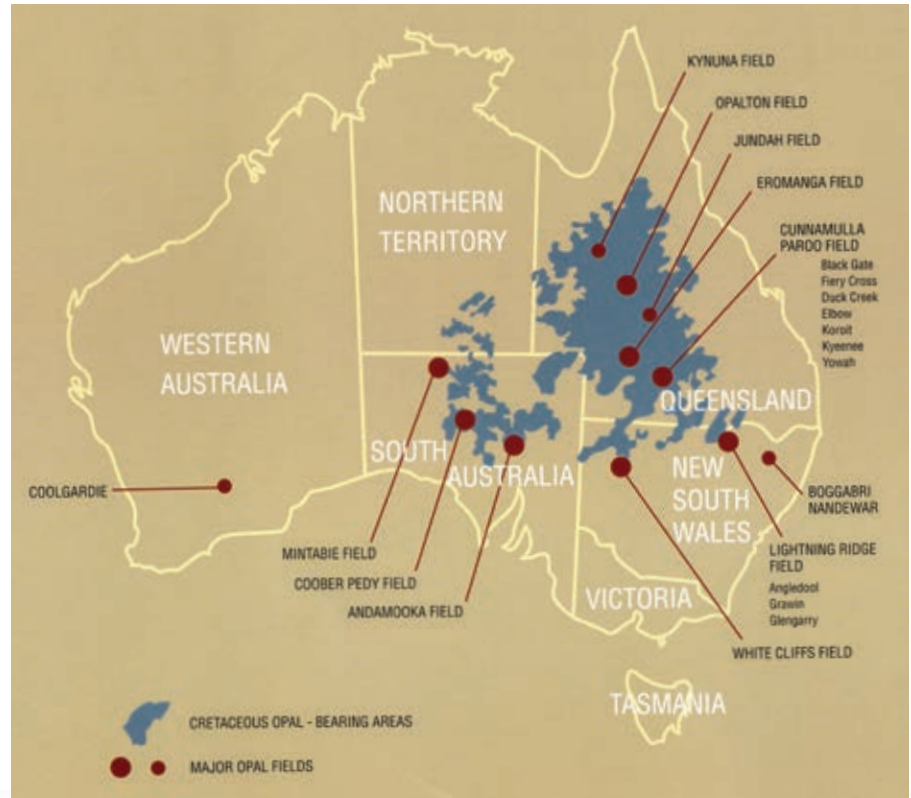 KYNUNA FIELD
OPALTON FIELD
JUNDAH FIELD
EROMANGA FIELD
CUNNAMULLA
PARDO FIELD
Black Gate
Fiery Cross
Duck Creek
Elbow
Koroit
Kyeenee
Yowah
NORTHERN
TERRITORY
WESTERN
AUSTRALIA
QUEENSLAND
SOUTH
AUSTRALIA
NEW
SOUTH
WALES
COOLGARDIE
BOGGABRI
NANDEWAR
MINTABIE FIELD
COOBER PEDY FIELD
ANDAMOOKA FIELD
LIGHTNING RIDGE
FIELD
Angledool
Grawin
Glengarry
VICTORIA
WHITE CLIFFS FIELD
TASMANIA
CRETACEOUS OPAL - BEARING AREAS
MAJOR OPAL FIELDS